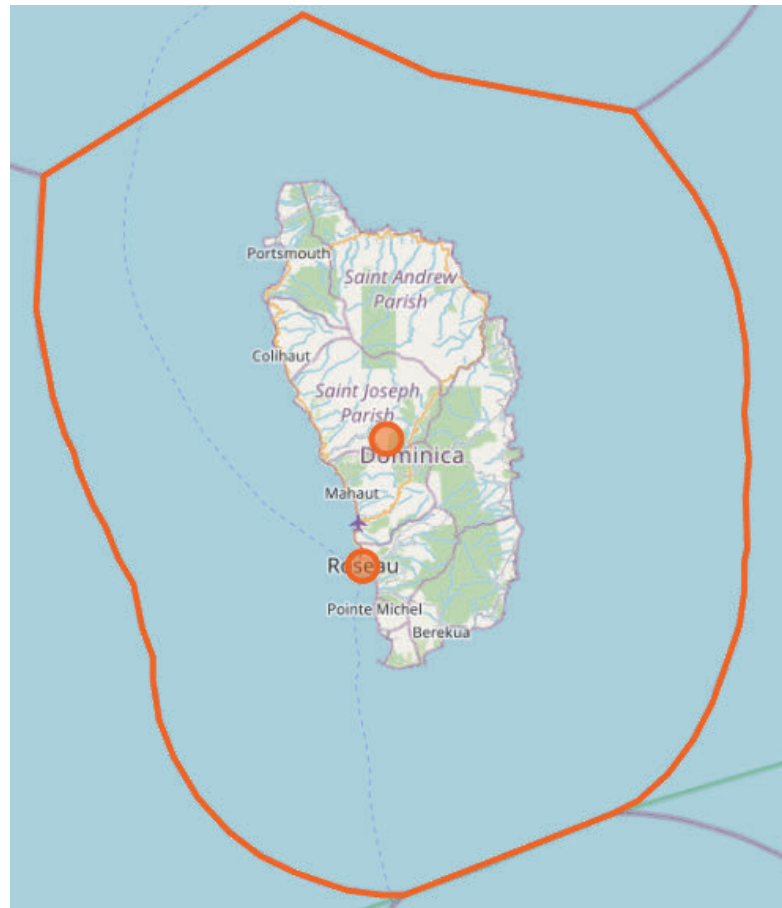 Portsmouth
Saint Andrew
Parish
Colihaut
Saint Joseph
Parish
Dominica
Mahaut
Roseau
Pointe Michel
Berekua